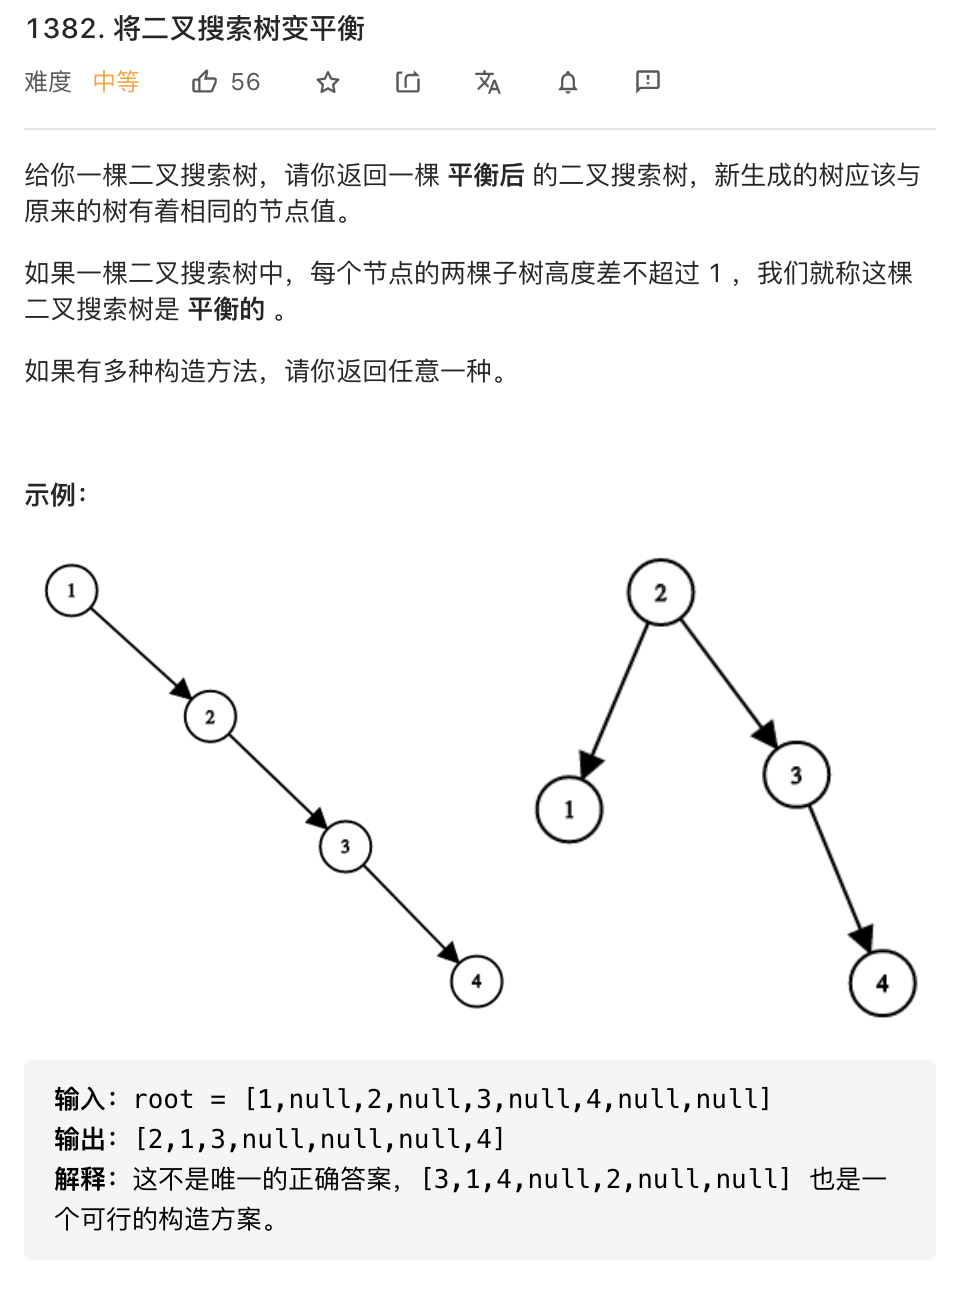 1382. 将二叉搜索树变平衡
难度 中等 56
给你一棵二叉搜索树，请你返回一棵 平衡后 的二叉搜索树，新生成的树应该与
原来的树有着相同的节点值。
如果一棵二叉搜索树中，每个节点的两棵子树高度差不超过 1 ，我们就称这棵
二叉搜索树是 平衡的 。
如果有多种构造方法，请你返回任意一种。
示例：
1
2
3
4
2
1
3
4
输入：root = [1,null,2,null,3,null,4,null,null]
输出：[2,1,3,null,null,null,4]
解释：这不是唯一的正确答案，[3,1,4,null,2,null,null] 也是一
个可行的构造方案。